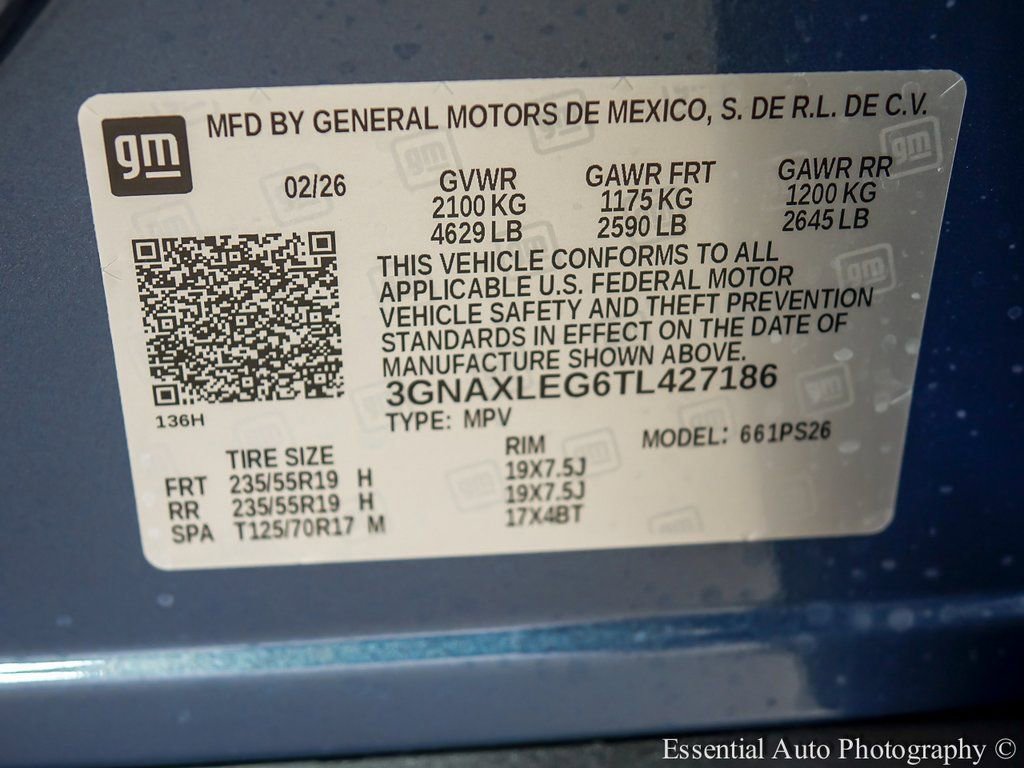 gm
MFD BY GENERAL MOTORS DE MEXICO, S. DE R.L. DE C.V.
02/26
GVWR
2100 KG
4629 LB
GAWR FRT
1175 KG
2590 LB
GAWR RR
1200 KG
2645 LB
THIS VEHICLE CONFORMS TO ALL
APPLICABLE U.S. FEDERAL MOTOR
VEHICLE SAFETY AND THEFT PREVENTION
STANDARDS IN EFFECT ON THE DATE OF
MANUFACTURE SHOWN ABOVE.
3GNAXLEG6TL427186
136H
TYPE: MPV
MODEL: 661PS26
TIRE SIZE RIM
FRT 235/55R19 H 19X7.5J
RR 235/55R19 H 19X7.5J
SPA T125/70R17 M 17X4BT
Essential Auto Photography ©